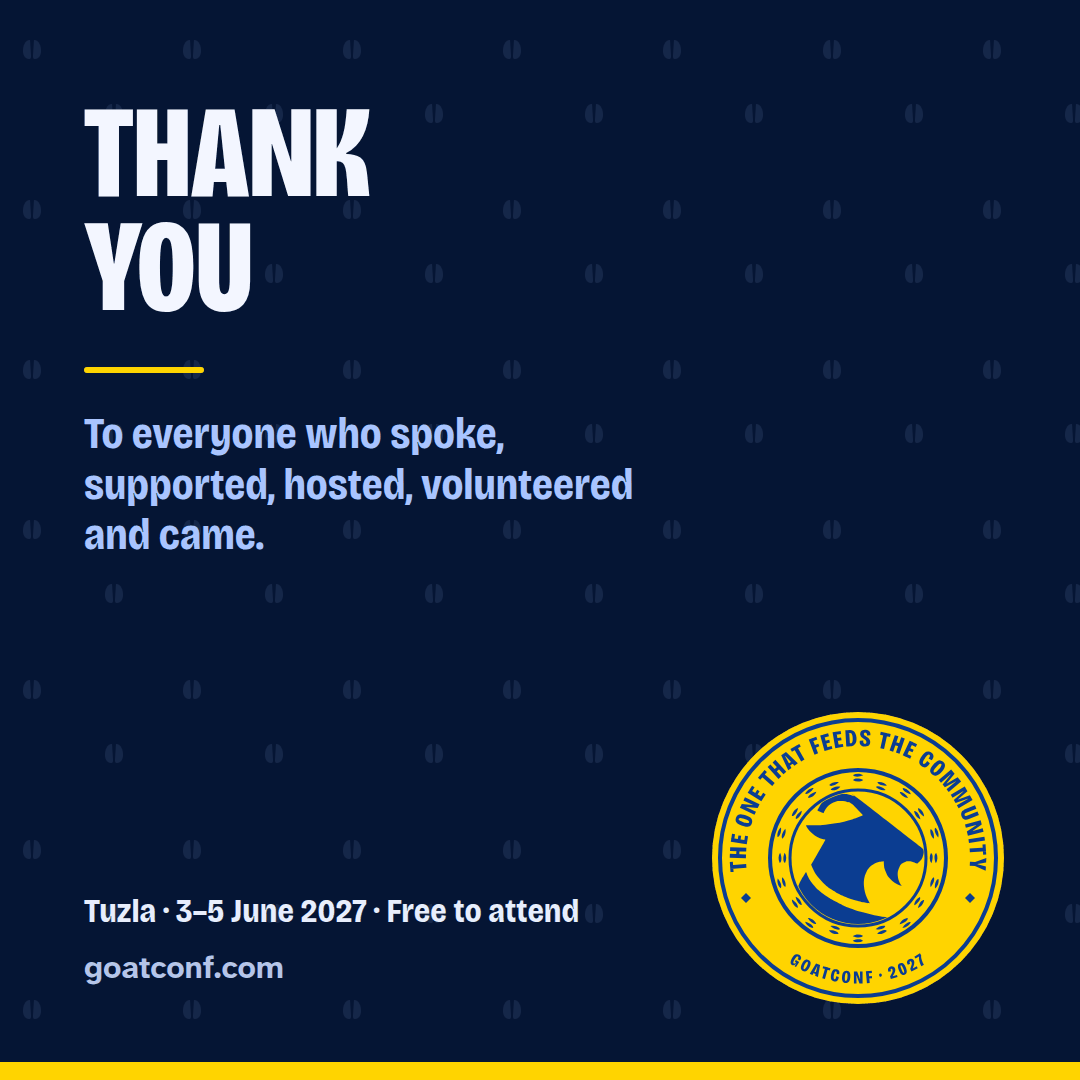 THANK
YOU
To everyone who spoke,
supported, hosted, volunteered
and came.
THE ONE THAT FEEDS THE COMMUNITY
GOATCONF · 2027
Tuzla · 3–5 June 2027 · Free to attend
goatconf.com